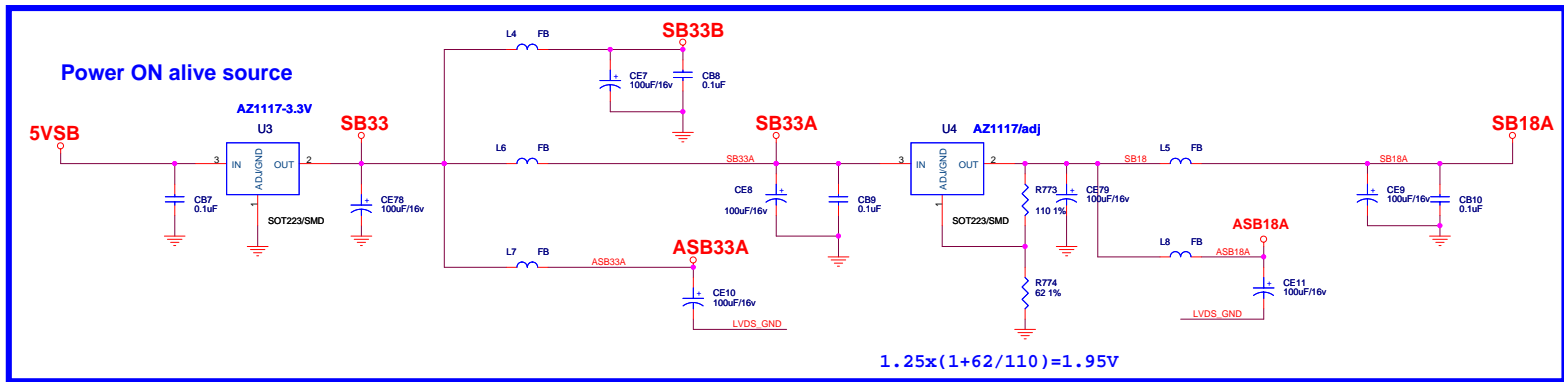 Power ON alive source
5VSB
CB7
0.1uF
AZ1117-3.3V
U3
3
IN
OUT
2
ADJ/GND
1
SOT223/SMD
SB33
CE78
100uF/16v
L4 FB
SB33B
+
CE7
100uF/16v
CB8
0.1uF
L6 FB
SB33A
SB33A
+
CE8
100uF/16v
CB9
0.1uF
L7 FB
ASB33A
ASB33A
+
CE10
100uF/16v
LVDS_GND
U4
AZ1117/adj
3
IN
OUT
2
ADJ/GND
1
SOT223/SMD
R773
110 1%
+
CE79
100uF/16v
R774
62 1%
SB18
L5 FB
SB18A
SB18A
+
CE9
100uF/16v
CB10
0.1uF
L8 FB
ASB18A
ASB18A
+
CE11
100uF/16v
LVDS_GND
1.25x(1+62/110)=1.95V